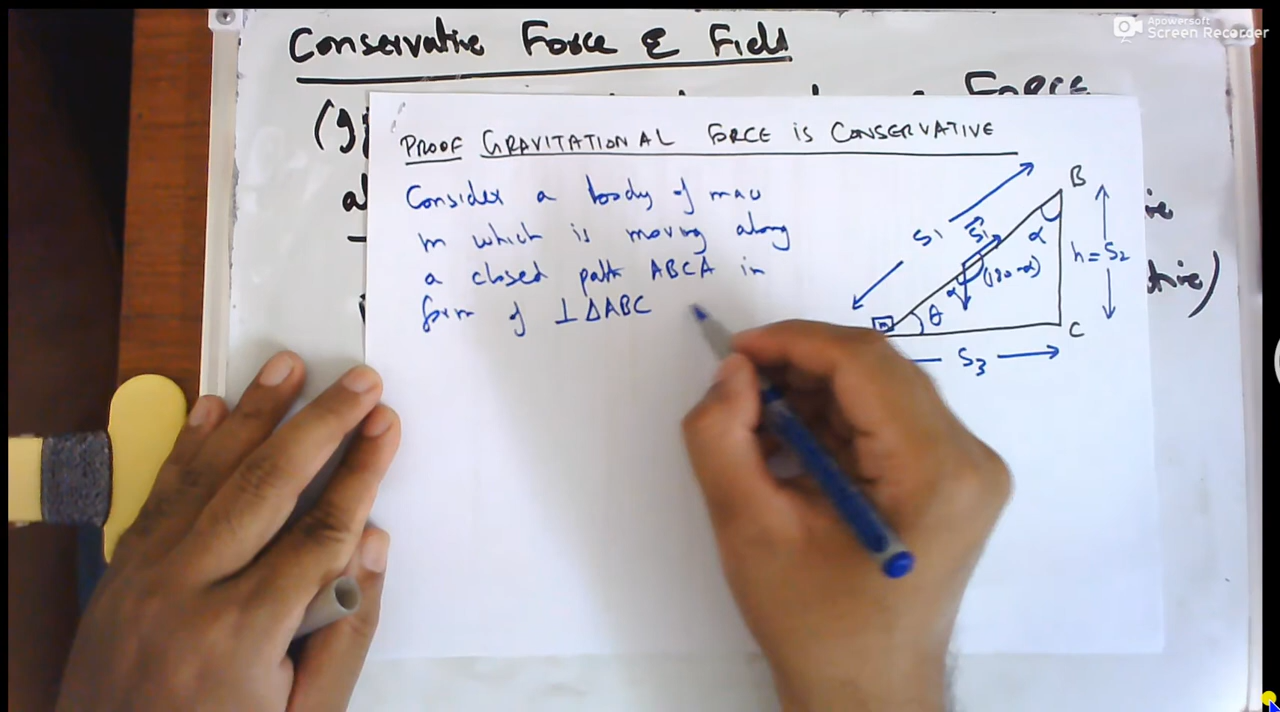 Apowersoft
Screen Recorder
Conservative Force & Field
Force
PROOF GRAVITATIONAL FORCE is CONSERVATIVE
Consider a body of mass
m which is moving along
a closed path ABCA in
form of ⊥ΔABC
B
S₁
S₁
α
h = S₂
α
(180-α)
m
θ
C
S₃